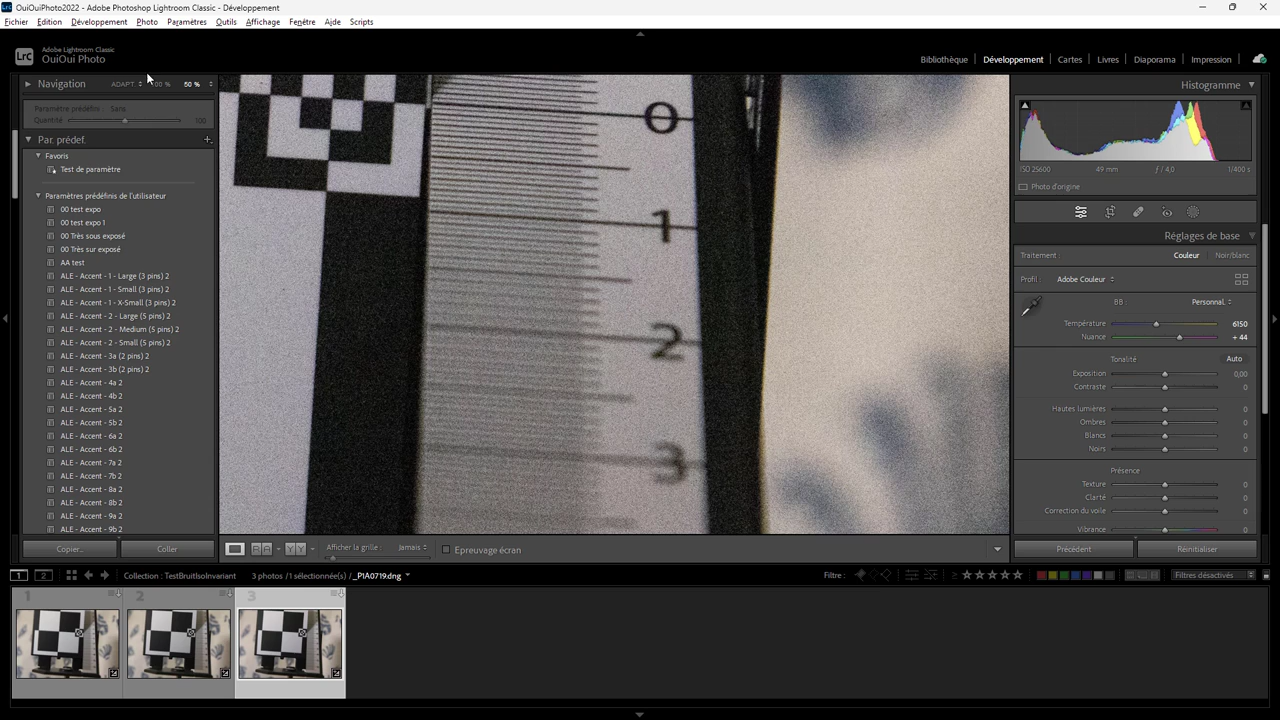 OuiOuiPhoto2022 - Adobe Photoshop Lightroom Classic - Développement
Fichier Edition Développement Photo Paramètres Outils Affichage Fenêtre Aide Scripts
Lrc Adobe Lightroom Classic
OuiOui Photo
Bibliothèque Développement Cartes Livres Diaporama Impression
Navigation ADAPT 50 %
Paramètre prédéfini Sans
Quantité 100
Par. prédéf.
Favoris
Test de paramètre
Paramètres prédéfinis de l'utilisateur
00 test expo
00 test expo 1
00 Très sous exposé
00 Très sur exposé
AA test
ALE - Accent - 1 - Large (3 pins) 2
ALE - Accent - 1 - Small (3 pins) 2
ALE - Accent - 1 - X-Small (3 pins) 2
ALE - Accent - 2 - Large (5 pins) 2
ALE - Accent - 2 - Medium (5 pins) 2
ALE - Accent - 2 - Small (5 pins) 2
ALE - Accent - 3a (2 pins) 2
ALE - Accent - 3b (2 pins) 2
ALE - Accent - 4a 2
ALE - Accent - 4b 2
ALE - Accent - 5a 2
ALE - Accent - 5b 2
ALE - Accent - 6a 2
ALE - Accent - 6b 2
ALE - Accent - 7a 2
ALE - Accent - 7b 2
ALE - Accent - 8a 2
ALE - Accent - 8b 2
ALE - Accent - 9a 2
ALE - Accent - 9b 2
Copier... Coller
0
1
2
3
Afficher la grille : Jamais Epreuvage écran
Histogramme
ISO 25600 49 mm ƒ / 4,0 1/400 s
Photo d'origine
Réglages de base
Traitement : Couleur Noir/blanc
Profil : Adobe Couleur
BB Personnal. :
Température 6150
Nuance + 44
Tonalité Auto
Exposition 0,00
Contraste 0
Hautes lumières 0
Ombres 0
Blancs 0
Noirs 0
Présence
Texture 0
Clarté 0
Correction du voile 0
Vibrance 0
Précédent Réinitialiser
1 2 Collection : TestBruitIsoInvariant 3 photos /1 sélectionnée(s) /_P1A0719.dng Filtre : Filtres désactivés
1 2 3